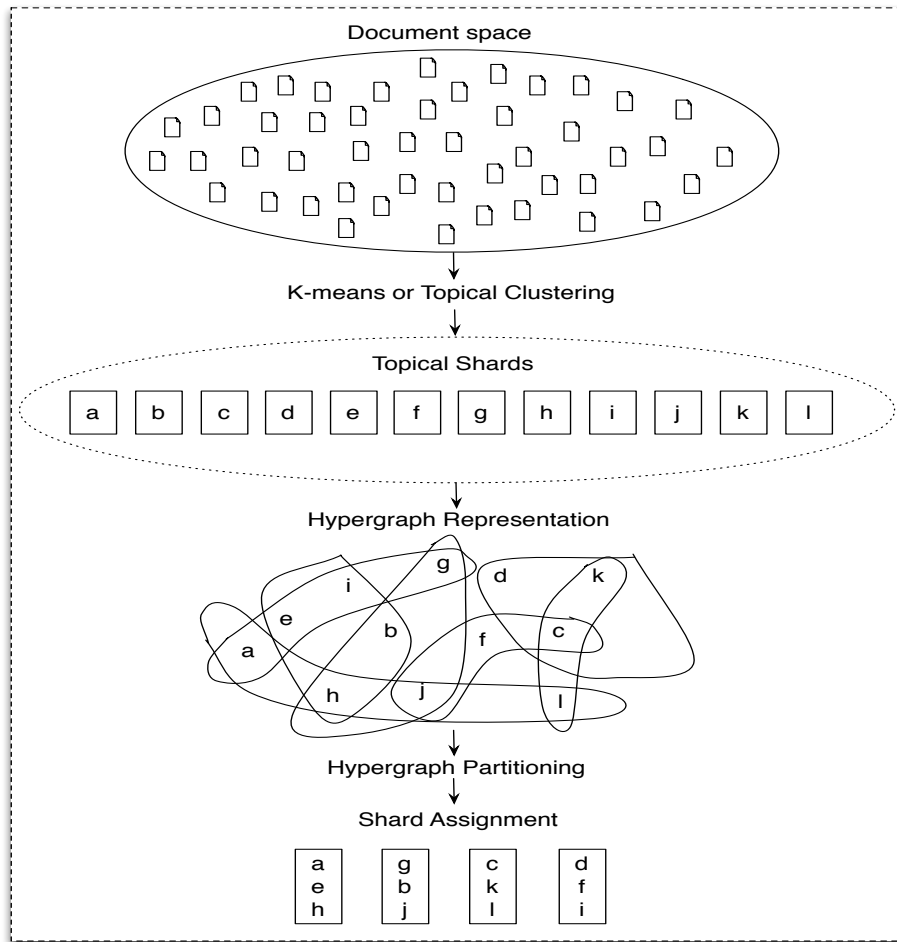 Document space
K-means or Topical Clustering
Topical Shards
a b c d e f g h i j k l
Hypergraph Representation
g
d k
i
e
b f c
a
h j l
Hypergraph Partitioning
Shard Assignment
a g c d
e b k f
h j l i